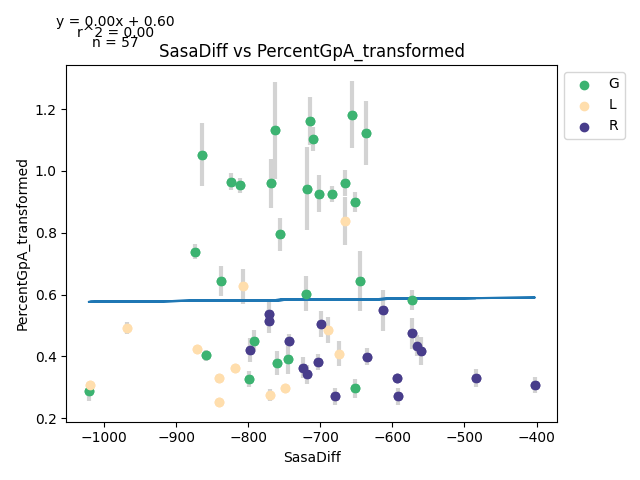 y = 0.00x + 0.60
r^2 = 0.00
n = 57
SasaDiff vs PercentGpA_transformed
G
L
R
PercentGpA_transformed
1.2
1.0
0.8
0.6
0.4
0.2
−1000 −900 −800 −700 −600 −500 −400
SasaDiff